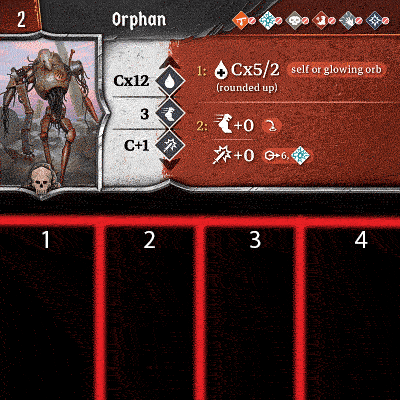 2
Orphan
Cx12
3
C+1
1: Cx5/2 self or glowing orb
(rounded up)
2: +0
+0 6,
1 2 3 4